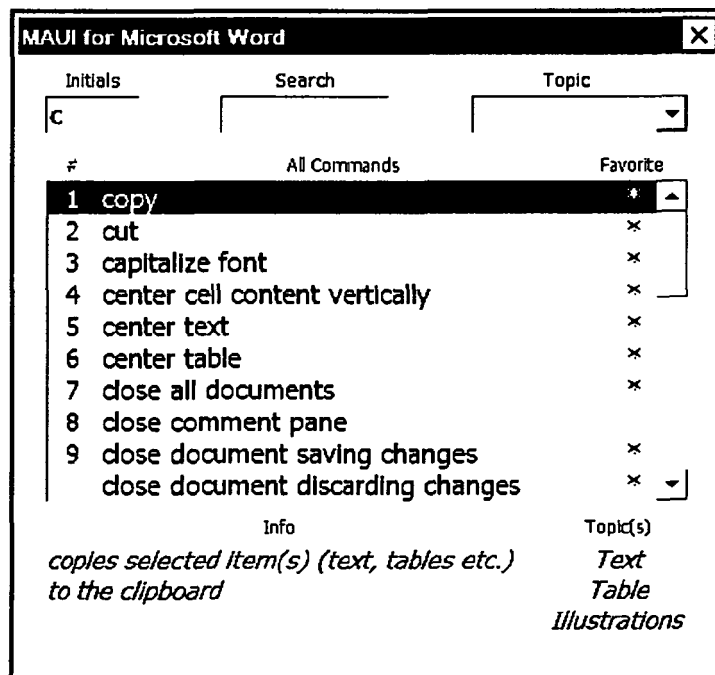 MAUI for Microsoft Word
Initials Search Topic
C
# All Commands Favorite
1 copy *
2 cut *
3 capitalize font *
4 center cell content vertically *
5 center text *
6 center table *
7 close all documents *
8 close comment pane
9 close document saving changes *
close document discarding changes *
Info Topic(s)
copies selected item(s) (text, tables etc.) Text
to the clipboard Table
Illustrations